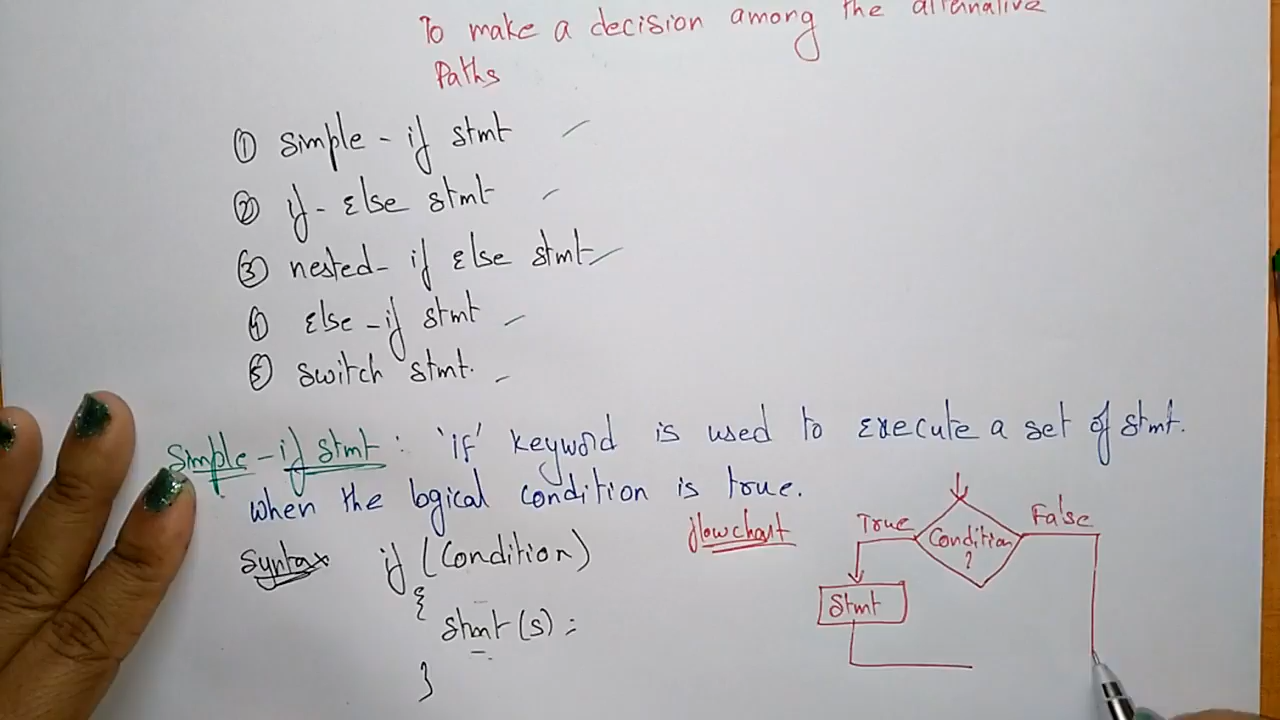 To make a decision among the alternative
Paths
① simple - if stmt
② if - Else stmt
③ nested - if Else stmt
④ Else - if stmt
⑤ switch stmt.
Simple - if stmt : 'if' keyword is used to Execute a set of stmt.
when the logical condition is true.
Syntax if (Condition)
{
stmt(s) ;
}
flowchart
True
Condition
?
False
Stmt